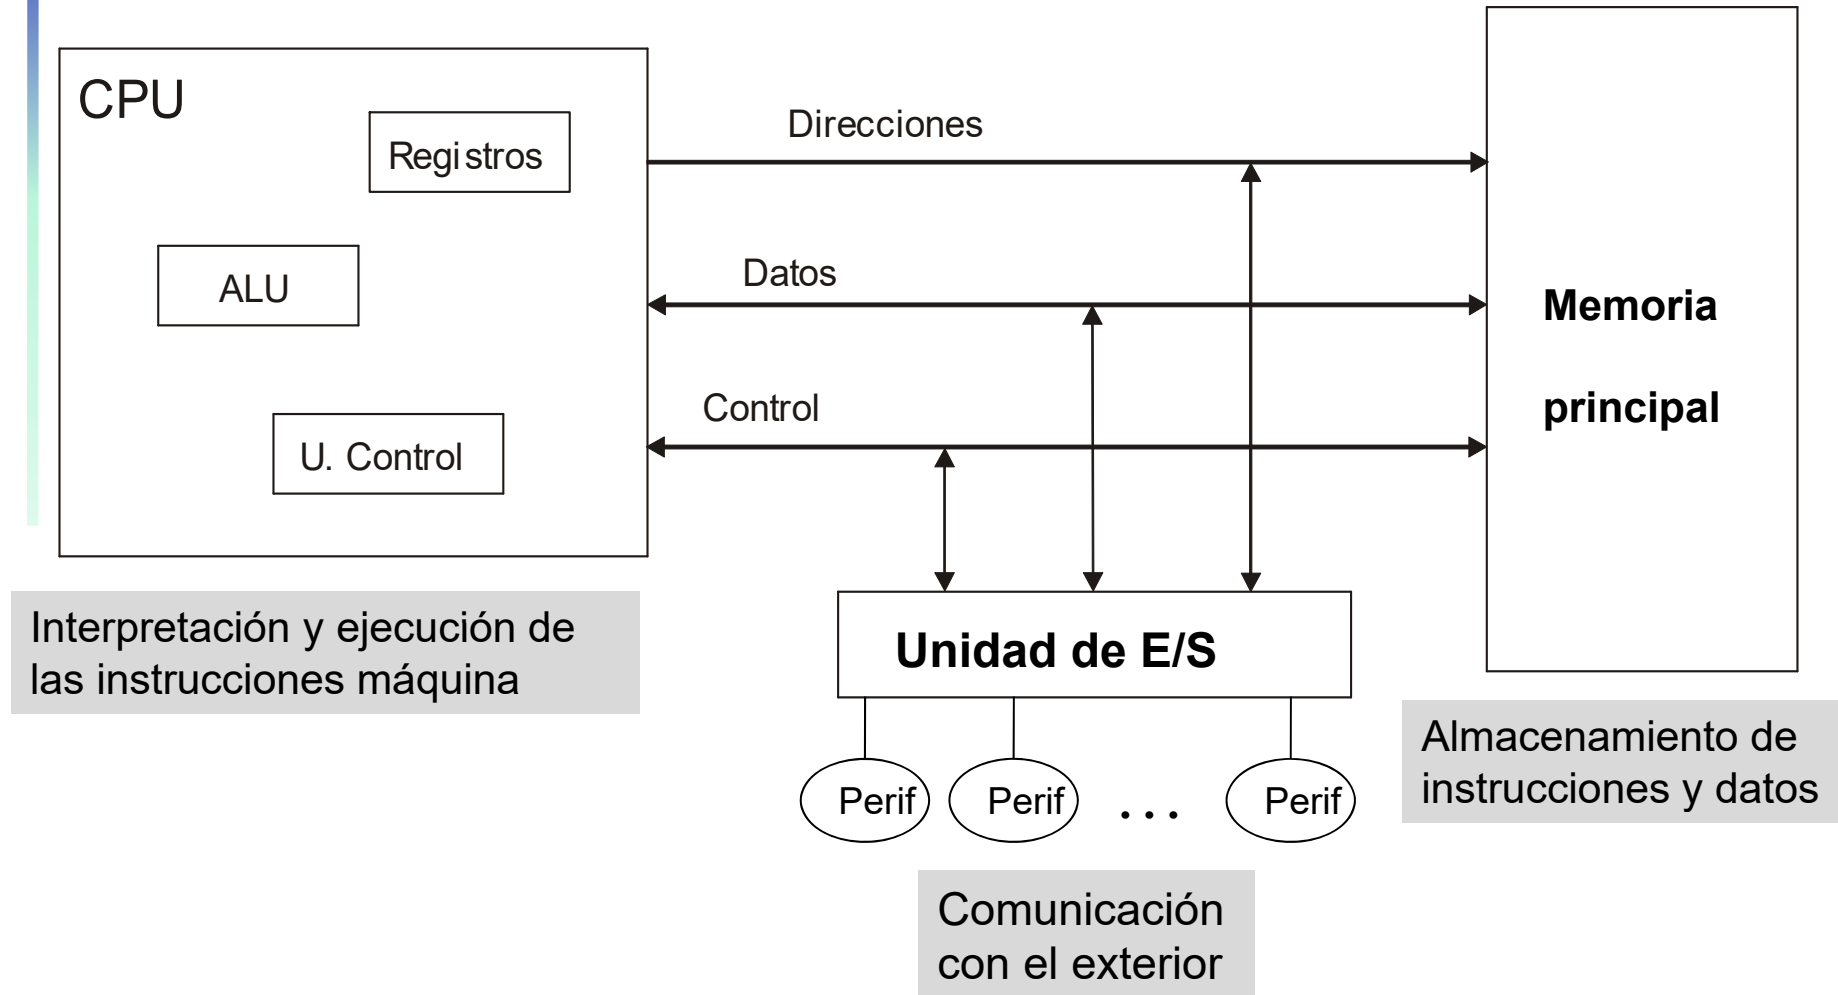 CPU
Registros
ALU
U. Control
Direcciones
Datos
Control
Memoria
principal
Unidad de E/S
Perif
Perif
...
Perif
Interpretación y ejecución de
las instrucciones máquina
Almacenamiento de
instrucciones y datos
Comunicación
con el exterior